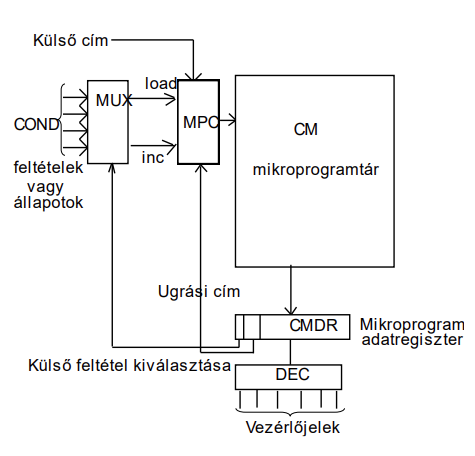 Külső cím
load
MUX
MPC
CM
COND
inc
mikroprogramtár
feltételek
vagy
állapotok
Ugrási cím
CMDR
Mikroprogram
adatregiszter
Külső feltétel kiválasztása
DEC
Vezérlőjelek